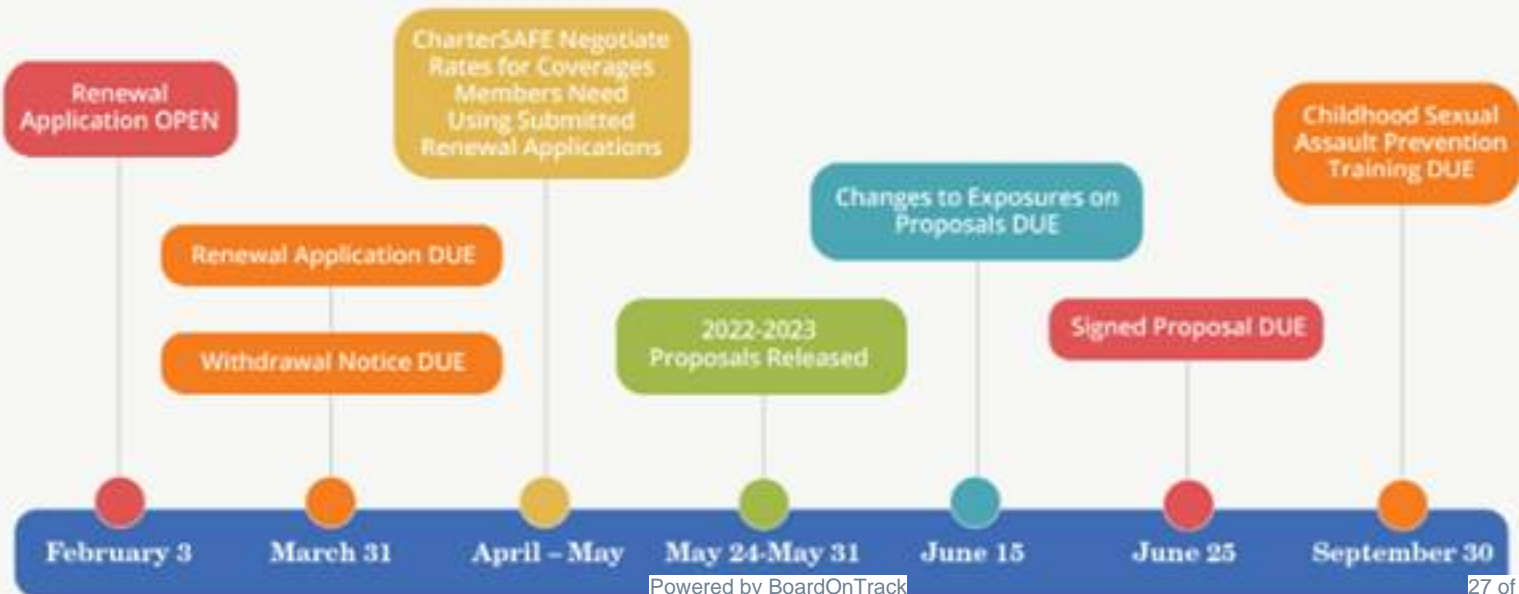 Renewal
Application OPEN
Renewal Application DUE
Withdrawal Notice DUE
CharterSAFE Negotiate
Rates for Coverages
Members Need
Using Submitted
Renewal Applications
2022-2023
Proposals Released
Changes to Exposures on
Proposals DUE
Signed Proposal DUE
Childhood Sexual
Assault Prevention
Training DUE
February 3
March 31
April – May
May 24-May 31
June 15
June 25
September 30
Powered by BoardOnTrack
27 of